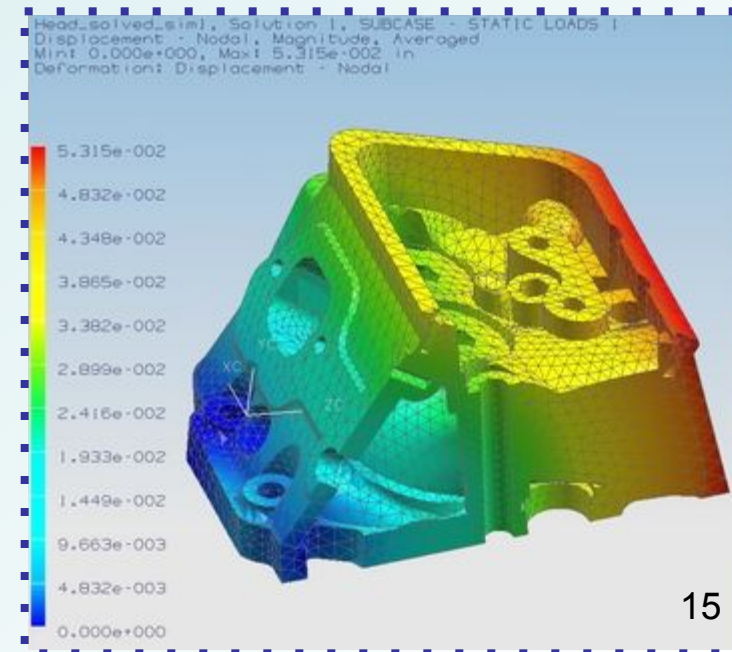 Head_solved_sim1, Solution 1, SUBCASE - STATIC LOADS 1
Displacement - Nodal, Magnitude, Averaged
Min: 0.000e+000, Max: 5.315e-002 in
Deformation: Displacement - Nodal
5.315e-002
4.832e-002
4.348e-002
3.865e-002
3.382e-002
2.899e-002
2.416e-002
1.933e-002
1.449e-002
9.663e-003
4.832e-003
0.000e+000
YC
XC
ZC
15